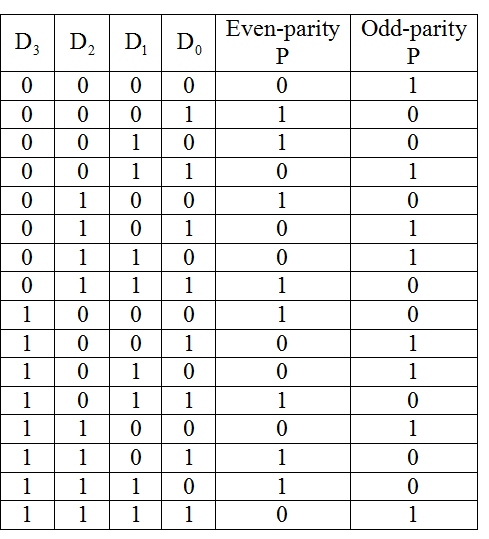 D₃ D₂ D₁ D₀ Even-parity P Odd-parity P
0 0 0 0 0 1
0 0 0 1 1 0
0 0 1 0 1 0
0 0 1 1 0 1
0 1 0 0 1 0
0 1 0 1 0 1
0 1 1 0 0 1
0 1 1 1 1 0
1 0 0 0 1 0
1 0 0 1 0 1
1 0 1 0 0 1
1 0 1 1 1 0
1 1 0 0 0 1
1 1 0 1 1 0
1 1 1 0 1 0
1 1 1 1 0 1